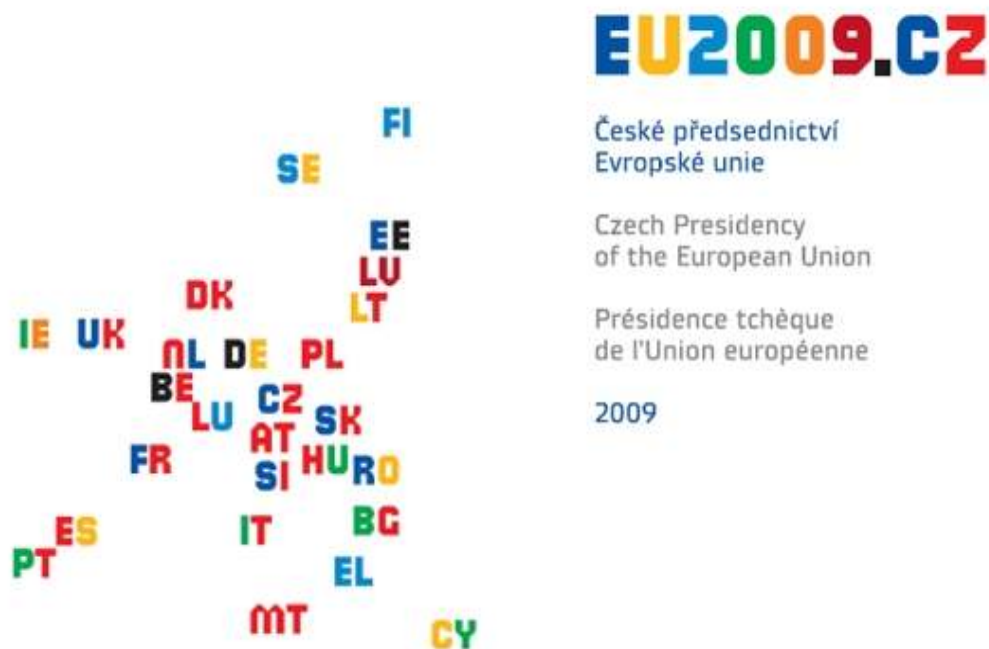 EU2009.CZ
České předsednictví
Evropské unie
Czech Presidency
of the European Union
Présidence tchèque
de l'Union européenne
2009
FI
SE
EE
LV
DK
LT
IE UK
NL DE PL
BE
CZ
LU
SK
AT
FR
HU
RO
SI
ES
IT
BG
PT
EL
MT
CY